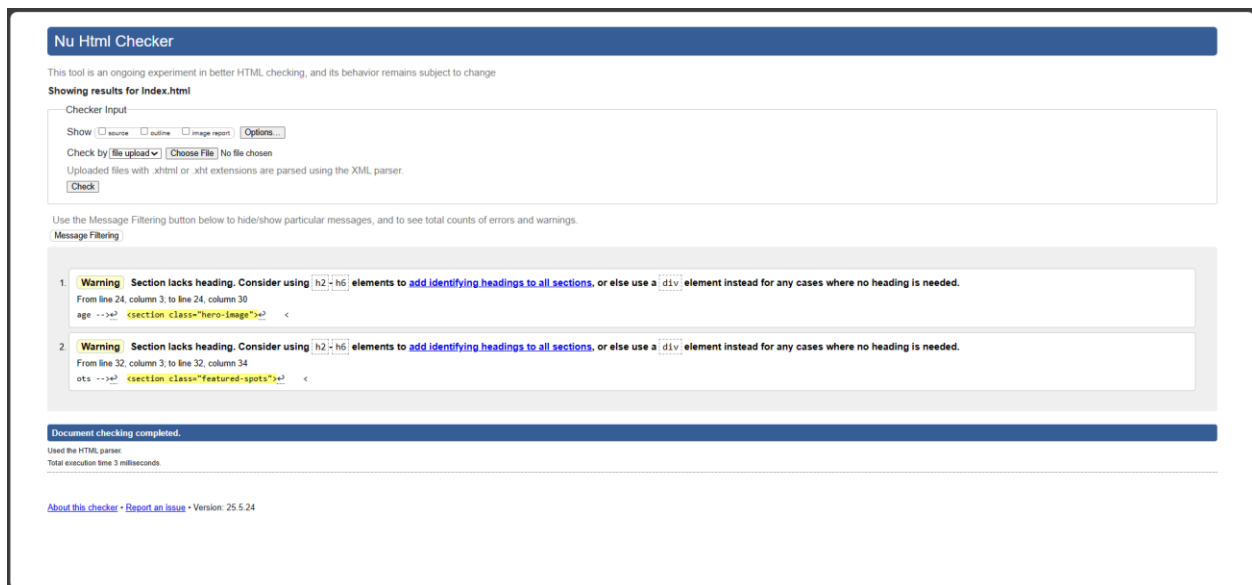 Nu Html Checker
This tool is an ongoing experiment in better HTML checking, and its behavior remains subject to change
Showing results for Index.html
Checker Input
Show source outline image report Options...
Check by file upload Choose File No file chosen
Uploaded files with .xhtml or .xht extensions are parsed using the XML parser.
Check
Use the Message Filtering button below to hide/show particular messages, and to see total counts of errors and warnings.
Message Filtering
1. Warning Section lacks heading. Consider using h2-h6 elements to add identifying headings to all sections, or else use a div element instead for any cases where no heading is needed.
From line 24, column 3; to line 24, column 30
age -->↩ <section class="hero-image">↩ <
2. Warning Section lacks heading. Consider using h2-h6 elements to add identifying headings to all sections, or else use a div element instead for any cases where no heading is needed.
From line 32, column 3; to line 32, column 34
ots -->↩ <section class="featured-spots">↩ <
Document checking completed.
Used the HTML parser.
Total execution time 3 milliseconds.
About this checker • Report an issue • Version: 25.5.24